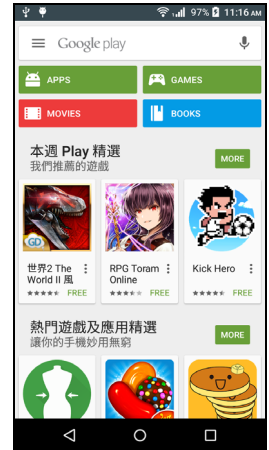 97% 11:16 AM
Google play
APPS
GAMES
MOVIES
BOOKS
本週 Play 精選
我們推薦的遊戲
MORE
GD
世界2 The
World II 風
FREE
RPG Toram
Online
FREE
Kick Hero
FREE
熱門遊戲及應用精選
讓你的手機妙用無窮
MORE